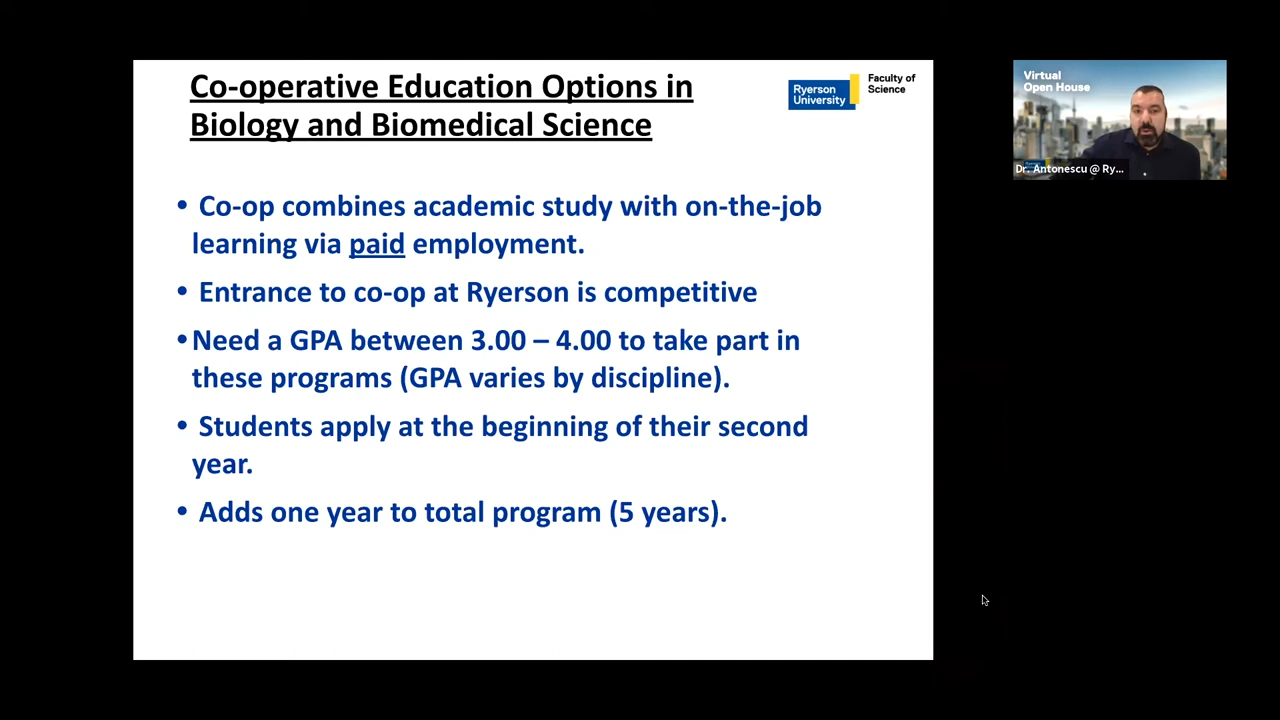 Co-operative Education Options in
Biology and Biomedical Science
Ryerson
University
Faculty of
Science
• Co-op combines academic study with on-the-job
learning via paid employment.
• Entrance to co-op at Ryerson is competitive
• Need a GPA between 3.00 – 4.00 to take part in
these programs (GPA varies by discipline).
• Students apply at the beginning of their second
year.
• Adds one year to total program (5 years).
Virtual
Open House
Dr. Antonescu @ Ry...